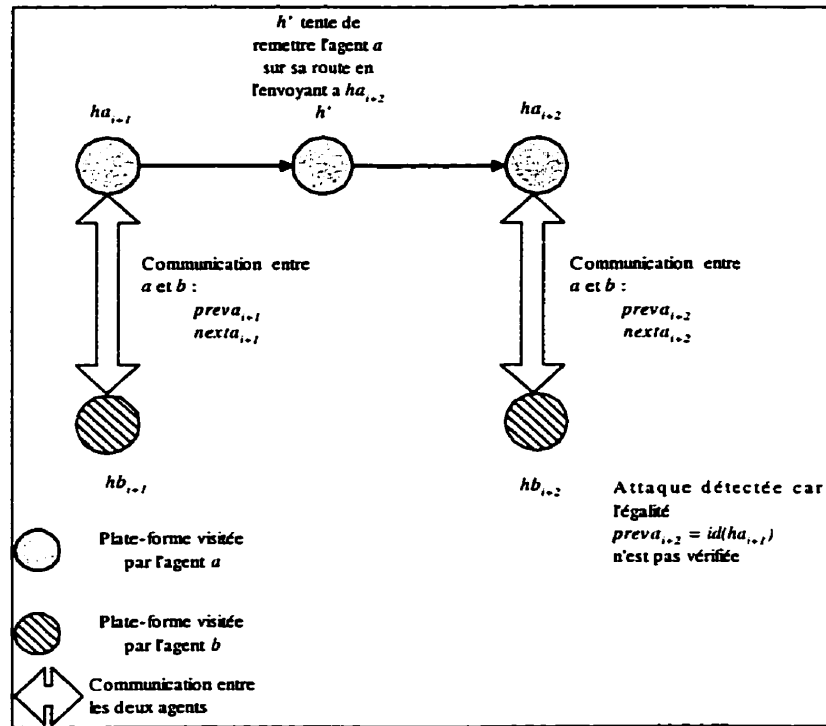 h' tente de
remettre l'agent a
sur sa route en
l'envoyant a ha_{i+2}
ha_{i+1}
h'
ha_{i+2}
Communication entre
a et b :
preva_{i+1}
nexta_{i+1}
Communication entre
a et b :
preva_{i+2}
nexta_{i+2}
hb_{i+1}
hb_{i+2}
Attaque détectée car
l'égalité
preva_{i+2} = id(ha_{i+1})
n'est pas vérifiée
Plate-forme visitée
par l'agent a
Plate-forme visitée
par l'agent b
Communication entre
les deux agents